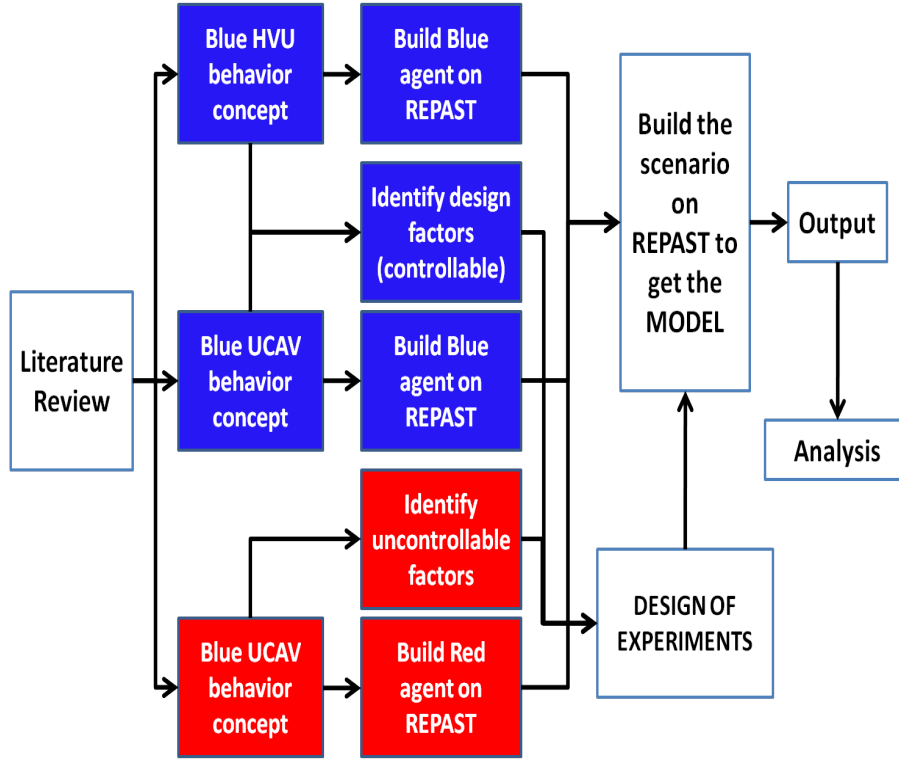 Literature
Review
Blue HVU
behavior
concept
Build Blue
agent on
REPAST
Identify design
factors
(controllable)
Blue UCAV
behavior
concept
Build Blue
agent on
REPAST
Identify
uncontrollable
factors
Blue UCAV
behavior
concept
Build Red
agent on
REPAST
Build the
scenario
on
REPAST to
get the
MODEL
DESIGN OF
EXPERIMENTS
Output
Analysis